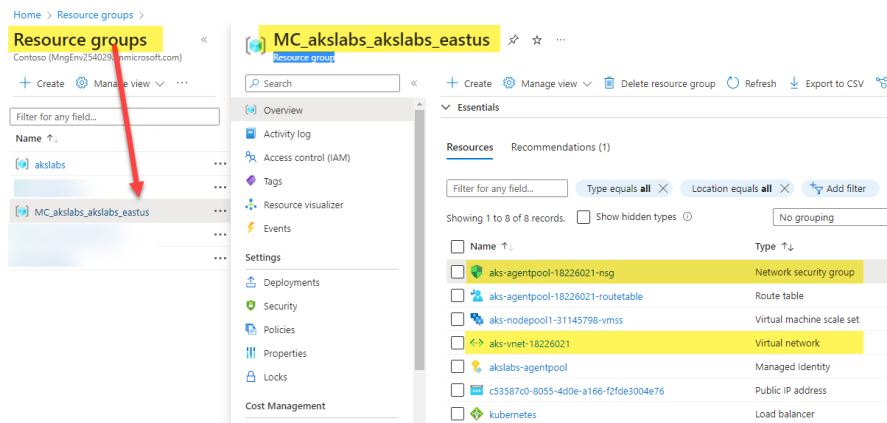 Home > Resource groups >
Resource groups
Contoso (MngEnv254029
nmicrosoft.com)
Create
Manage view
Filter for any field...
Name
akslabs
MC_akslabs_akslabs_eastus
MC_akslabs_akslabs_eastus
Resource group
Search
Overview
Activity log
Access control (IAM)
Tags
Resource visualizer
Events
Settings
Deployments
Security
Policies
Properties
Locks
Cost Management
Create
Manage view
Delete resource group
Refresh
Export to CSV
Essentials
Resources
Recommendations (1)
Filter for any field...
Type equals all
Location equals all
Add filter
Showing 1 to 8 of 8 records.
Show hidden types
No grouping
Name
Type
aks-agentpool-18226021-nsg
Network security group
aks-agentpool-18226021-routetable
Route table
aks-nodepool1-31145798-vmss
Virtual machine scale set
aks-vnet-18226021
Virtual network
akslabs-agentpool
Managed Identity
c53587c0-8055-4d0e-a166-f2fde3004e76
Public IP address
kubernetes
Load balancer